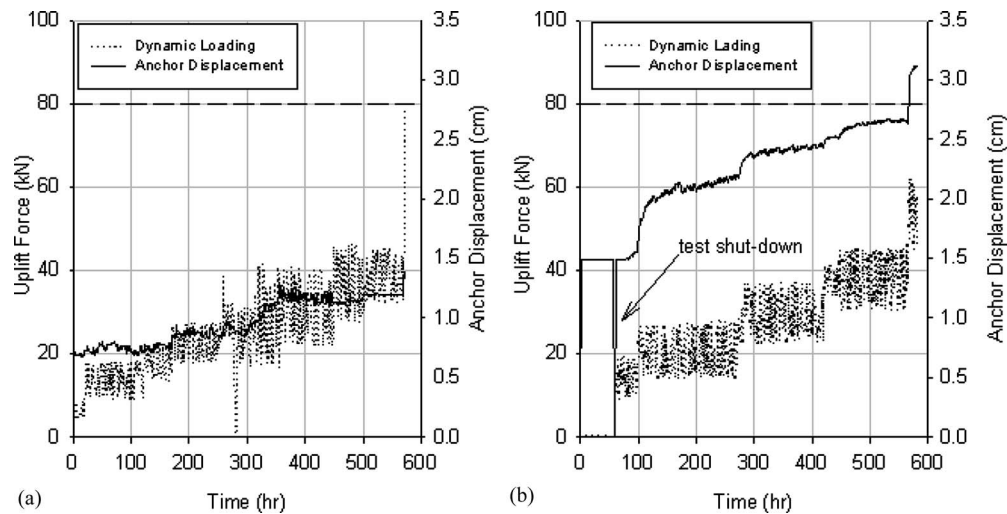 100
80
60
40
20
0
Uplift Force (kN)
Dynamic Loading
Anchor Displacement
3.5
3.0
2.5
2.0
1.5
1.0
0.5
0.0
Anchor Displacement (cm)
0 100 200 300 400 500 600
Time (hr)
(a)
100
80
60
40
20
0
Uplift Force (kN)
Dynamic Lading
Anchor Displacement
test shut-down
3.5
3.0
2.5
2.0
1.5
1.0
0.5
0.0
Anchor Displacement (cm)
0 100 200 300 400 500 600
Time (hr)
(b)